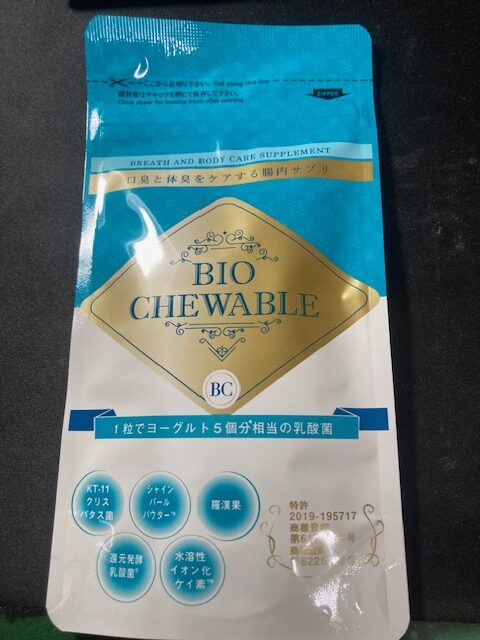 ここからお切り下さい。Cut along this line
開封後はチャックを閉じて保存して下さい。
Close zipper for keeping fresh after opening
ZIPPER
BREATH AND BODY CARE SUPPLEMENT
口臭と体臭をケアする腸内サプリ
BIO
CHEWABLE
BC
1粒でヨーグルト5個分相当の乳酸菌
KT-11
クリス
パタス菌
シャイン
パール
パウダー™
羅漢果
還元発酵
乳酸菌
水溶性
イオン化
ケイ素™
特許
2019-195717